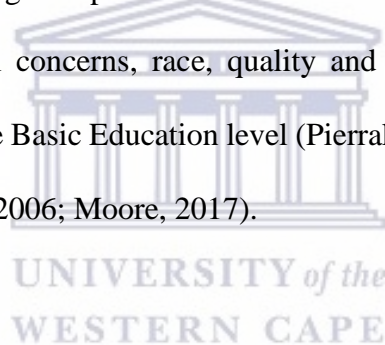 concerns, race, quality and
Basic Education level (Pierral
2006; Moore, 2017).
UNIVERSITY of the
WESTERN CAPE